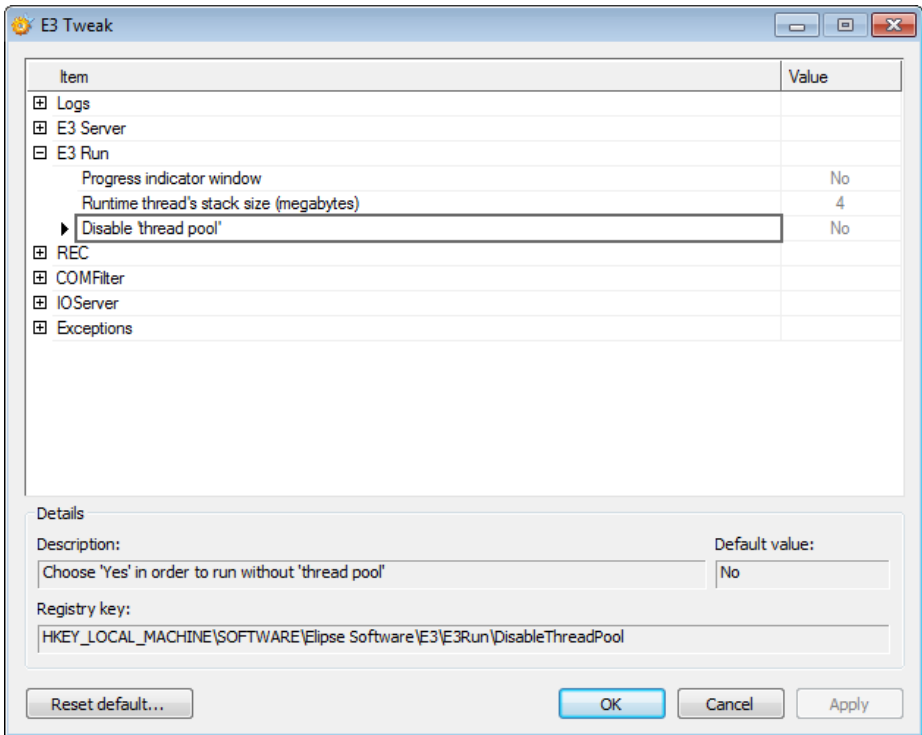 E3 Tweak
Item Value
Logs
E3 Server
E3 Run
Progress indicator window No
Runtime thread's stack size (megabytes) 4
Disable 'thread pool' No
REC
COMFilter
IOServer
Exceptions
Details
Description: Default value:
Choose 'Yes' in order to run without 'thread pool' No
Registry key:
HKEY_LOCAL_MACHINE\SOFTWARE\Elipse Software\E3\E3Run\DisableThreadPool
Reset default... OK Cancel Apply